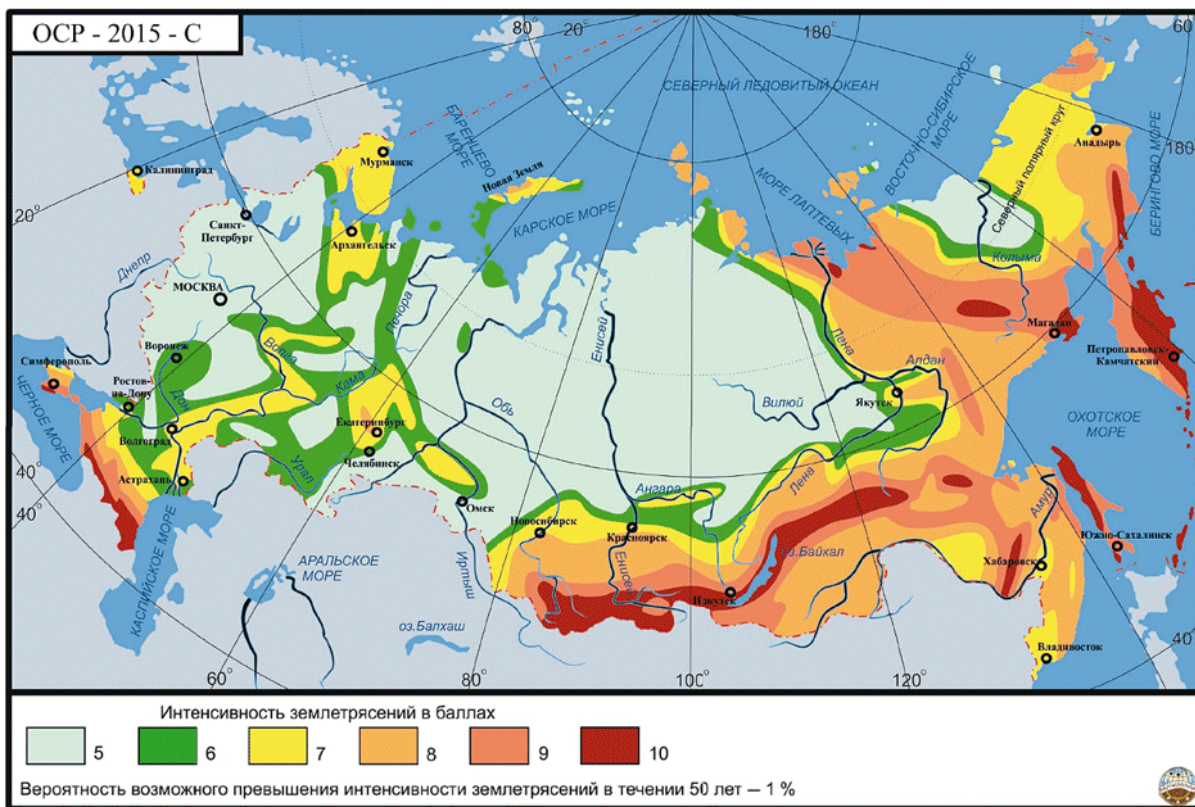 ОСР - 2015 - С
80°
20°
180°
60
СЕВЕРНЫЙ ЛЕДОВИТЫЙ ОКЕАН
БАРЕНЦЕВО
МОРЕ
ВОСТОЧНО-СИБИРСКОЕ
МОРЕ
Северный полярный круг
БЕРИНГОВО МОРЕ
180°
Анадырь
Мурманск
Калининград
Новая Земля
КАРСКОЕ МОРЕ
МОРЕ ЛАПТЕВЫХ
20°
Санкт-
Петербург
Архангельск
Колыма
Днепр
МОСКВА
Печора
Енисей
Лена
Магадан
Петропавловск-
Камчатский
Воронеж
Волга
Симферополь
Ростов-
на-Дону
Дон
Кама
Обь
Алдан
Вилюй
Якутск
ОХОТСКОЕ
МОРЕ
ЧЕРНОЕ МОРЕ
Волгоград
Екатеринбург
Челябинск
Урал
Астрахань
40°
40°
Омск
Новосибирск
Ангара
Красноярск
Лена
Амур
Южно-Сахалинск
Хабаровск
КАСПИЙСКОЕ МОРЕ
АРАЛЬСКОЕ
МОРЕ
Иртыш
Енисей
оз.Байкал
Изкутск
оз.Балхаш
Владивосток
40°
60°
80°
100°
120°
Интенсивность землетрясений в баллах
5 6 7 8 9 10
Вероятность возможного превышения интенсивности землетрясений в течении 50 лет — 1 %